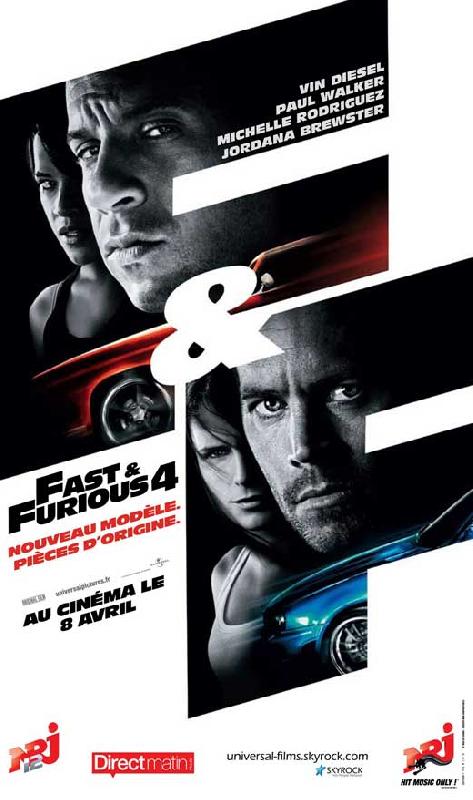 VIN DIESEL
PAUL WALKER
MICHELLE RODRIGUEZ
JORDANA BREWSTER
&
FAST &
FURIOUS 4
NOUVEAU MODÈLE.
PIÈCES D'ORIGINE.
universalpictures.fr
AU CINÉMA LE
8 AVRIL
NRJ
12
Directmatin
universal-films.skyrock.com
SKYROCK
NRJ
HIT MUSIC ONLY !